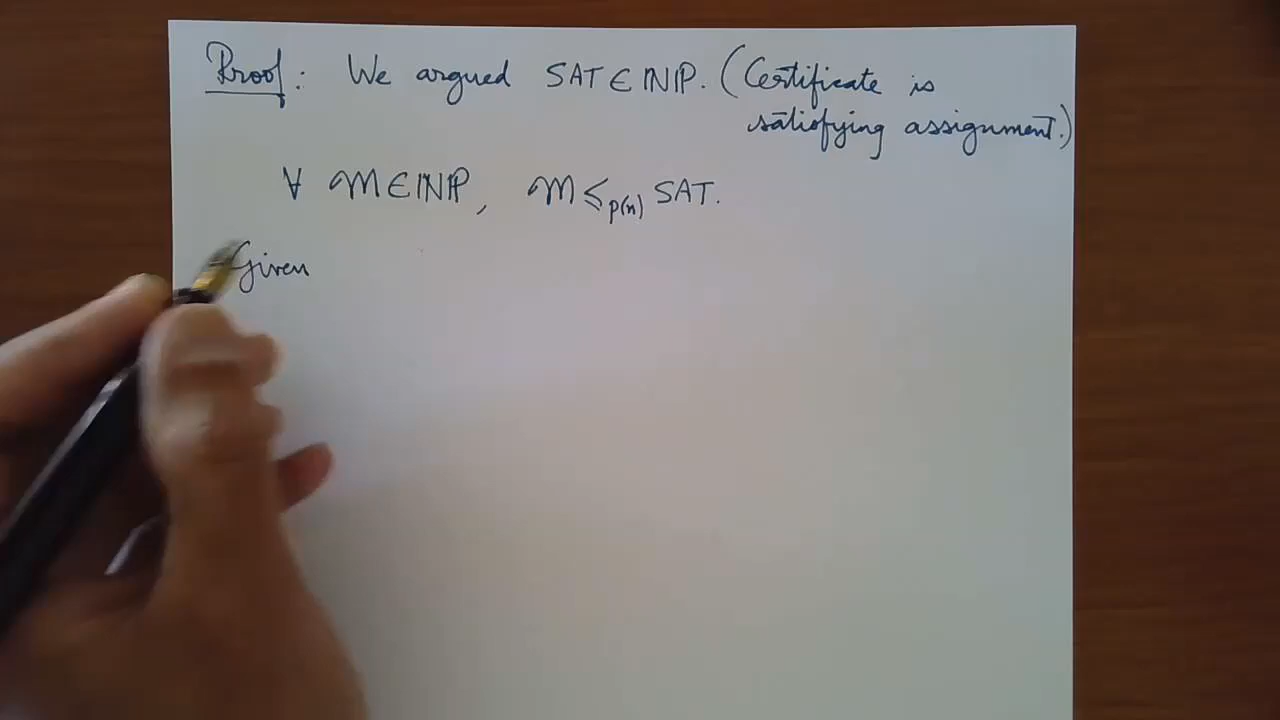 Proof: We argued SAT∈NP. (Certificate is
satisfying assignment.)
∀ M∈NP, M ≤p(n) SAT.
Given